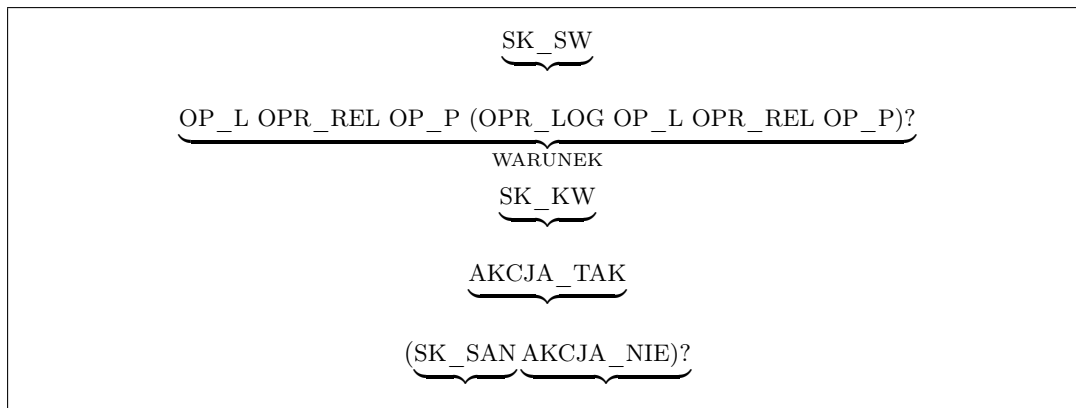 SK_SW
OP_L OPR_REL OP_P (OPR_LOG OP_L OPR_REL OP_P)?
WARUNEK
SK_KW
AKCJA_TAK
(SK_SAN AKCJA_NIE)?